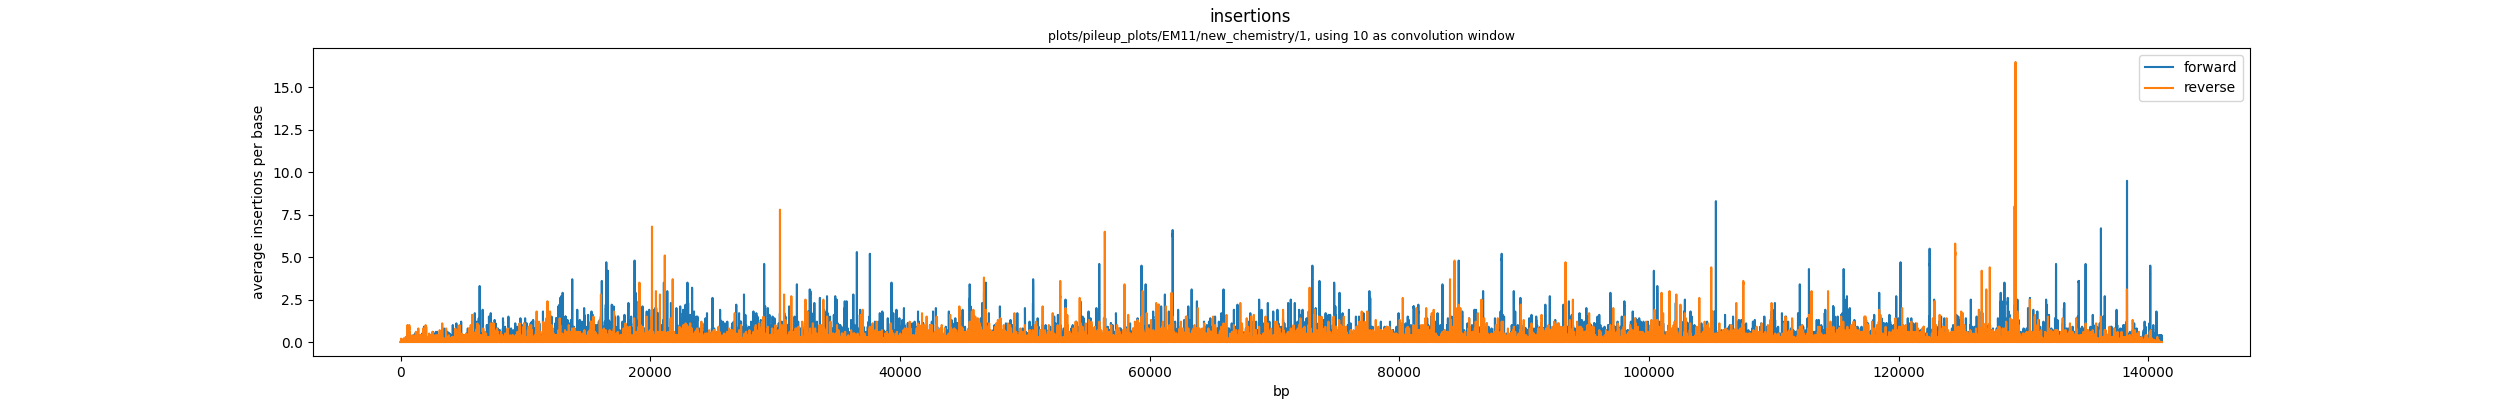 insertions
plots/pileup_plots/EM11/new_chemistry/1, using 10 as convolution window
average insertions per base
15.0
12.5
10.0
7.5
5.0
2.5
0.0
forward
reverse
0 20000 40000 60000 80000 100000 120000 140000
bp